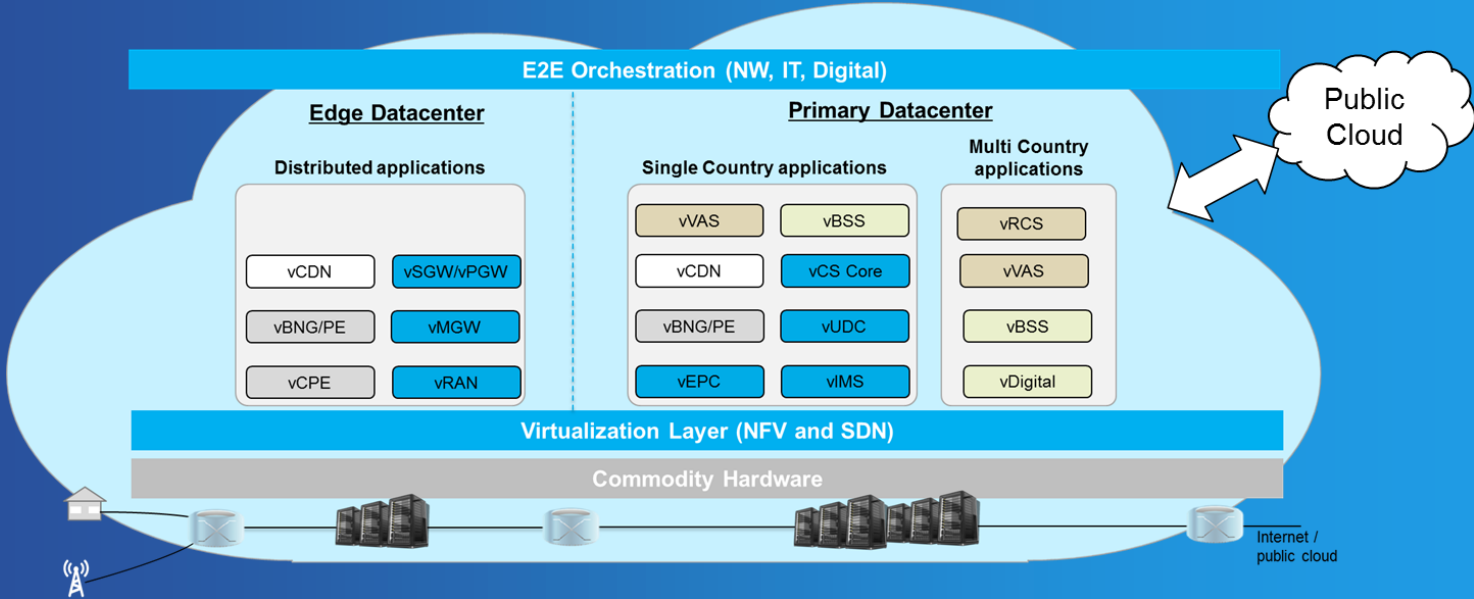 E2E Orchestration (NW, IT, Digital)
Public
Cloud
Edge Datacenter
Primary Datacenter
Distributed applications
Single Country applications
Multi Country
applications
vCDN
vSGW/vPGW
vBNG/PE
vMGW
vCPE
vRAN
vVAS
vBSS
vCDN
vCS Core
vBNG/PE
vUDC
vEPC
vIMS
vRCS
vVAS
vBSS
vDigital
Virtualization Layer (NFV and SDN)
Commodity Hardware
Internet /
public cloud